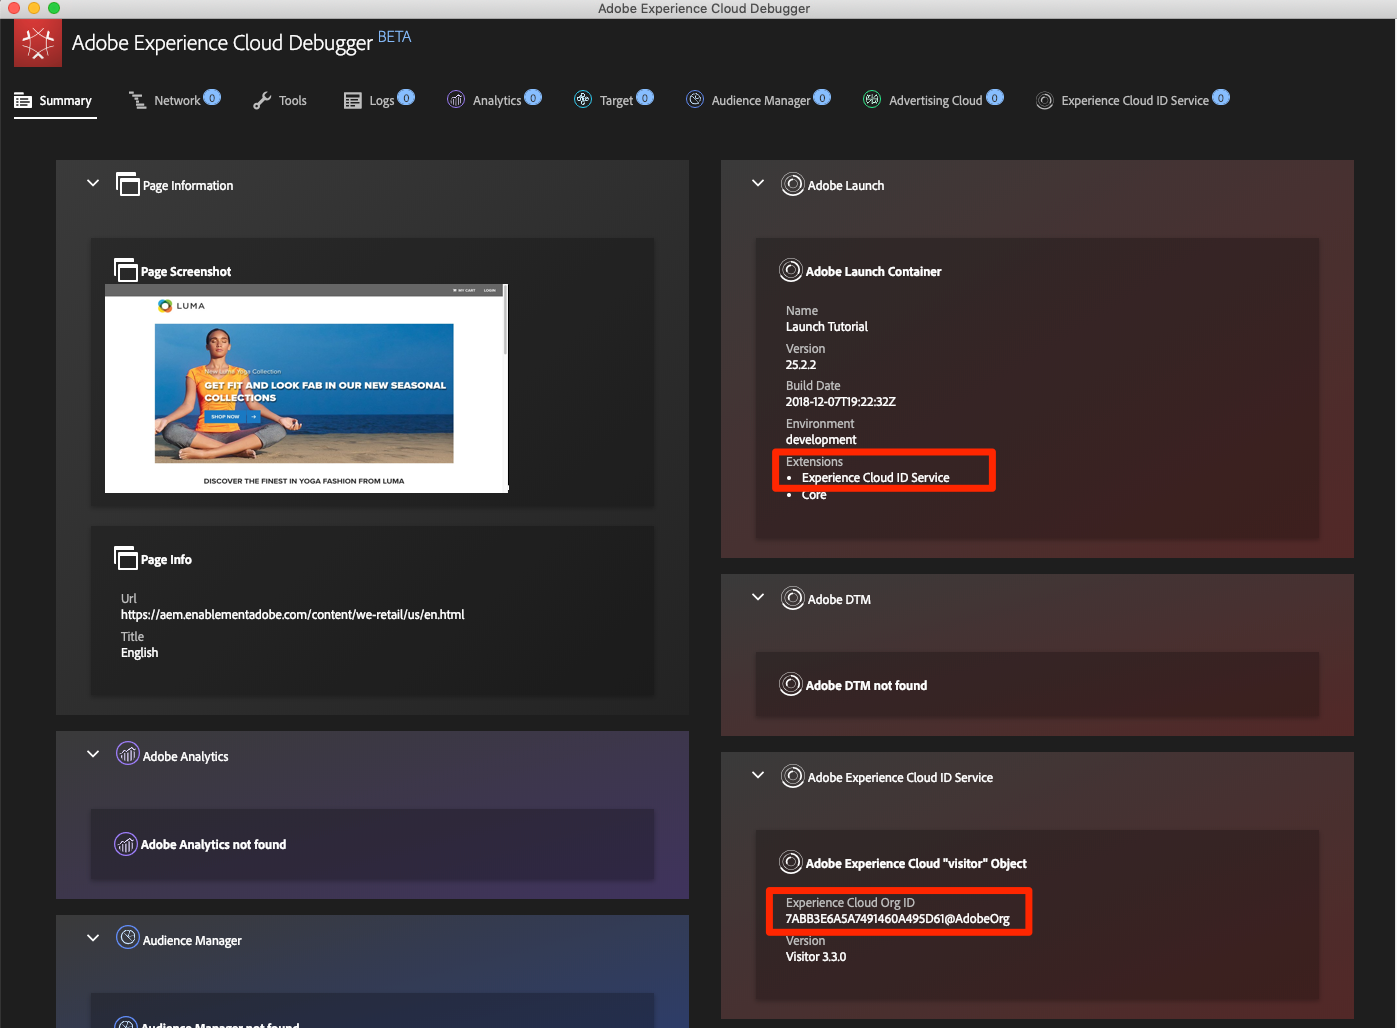 Adobe Experience Cloud Debugger
Adobe Experience Cloud Debugger BETA
Summary
Network 0
Tools
Logs 0
Analytics 0
Target 0
Audience Manager 0
Advertising Cloud 0
Experience Cloud ID Service 0
Page Information
Page Screenshot
MY CART LOGIN
LUMA
New Luma Yoga Collection
GET FIT AND LOOK FAB IN OUR NEW SEASONAL
COLLECTIONS
SHOP NOW
DISCOVER THE FINEST IN YOGA FASHION FROM LUMA
Page Info
Url
https://aem.enablementadobe.com/content/we-retail/us/en.html
Title
English
Adobe Analytics
Adobe Analytics not found
Audience Manager
Audience Manager not found
Adobe Launch
Adobe Launch Container
Name
Launch Tutorial
Version
25.2.2
Build Date
2018-12-07T19:22:32Z
Environment
development
Extensions
• Experience Cloud ID Service
• Core
Adobe DTM
Adobe DTM not found
Adobe Experience Cloud ID Service
Adobe Experience Cloud "visitor" Object
Experience Cloud Org ID
7ABB3E6A5A7491460A495D61@AdobeOrg
Version
Visitor 3.3.0